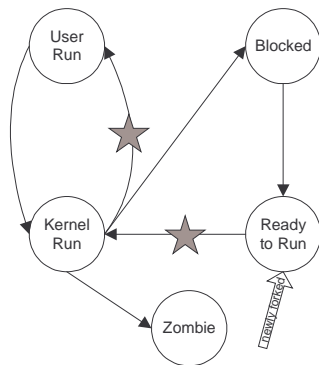 User
Run
Blocked
Kernel
Run
Ready
to Run
Zombie
newly forked